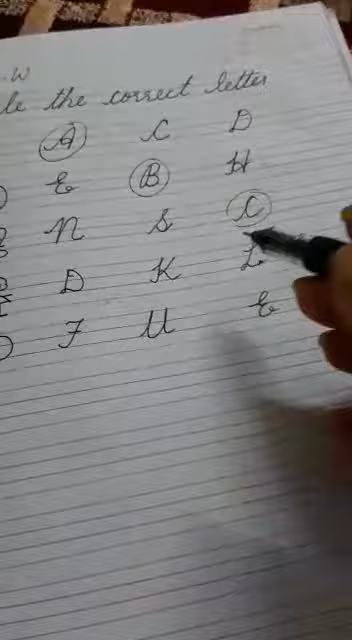 .W
le the correct letter
A C D
E B H
N S C
D K L
F U E